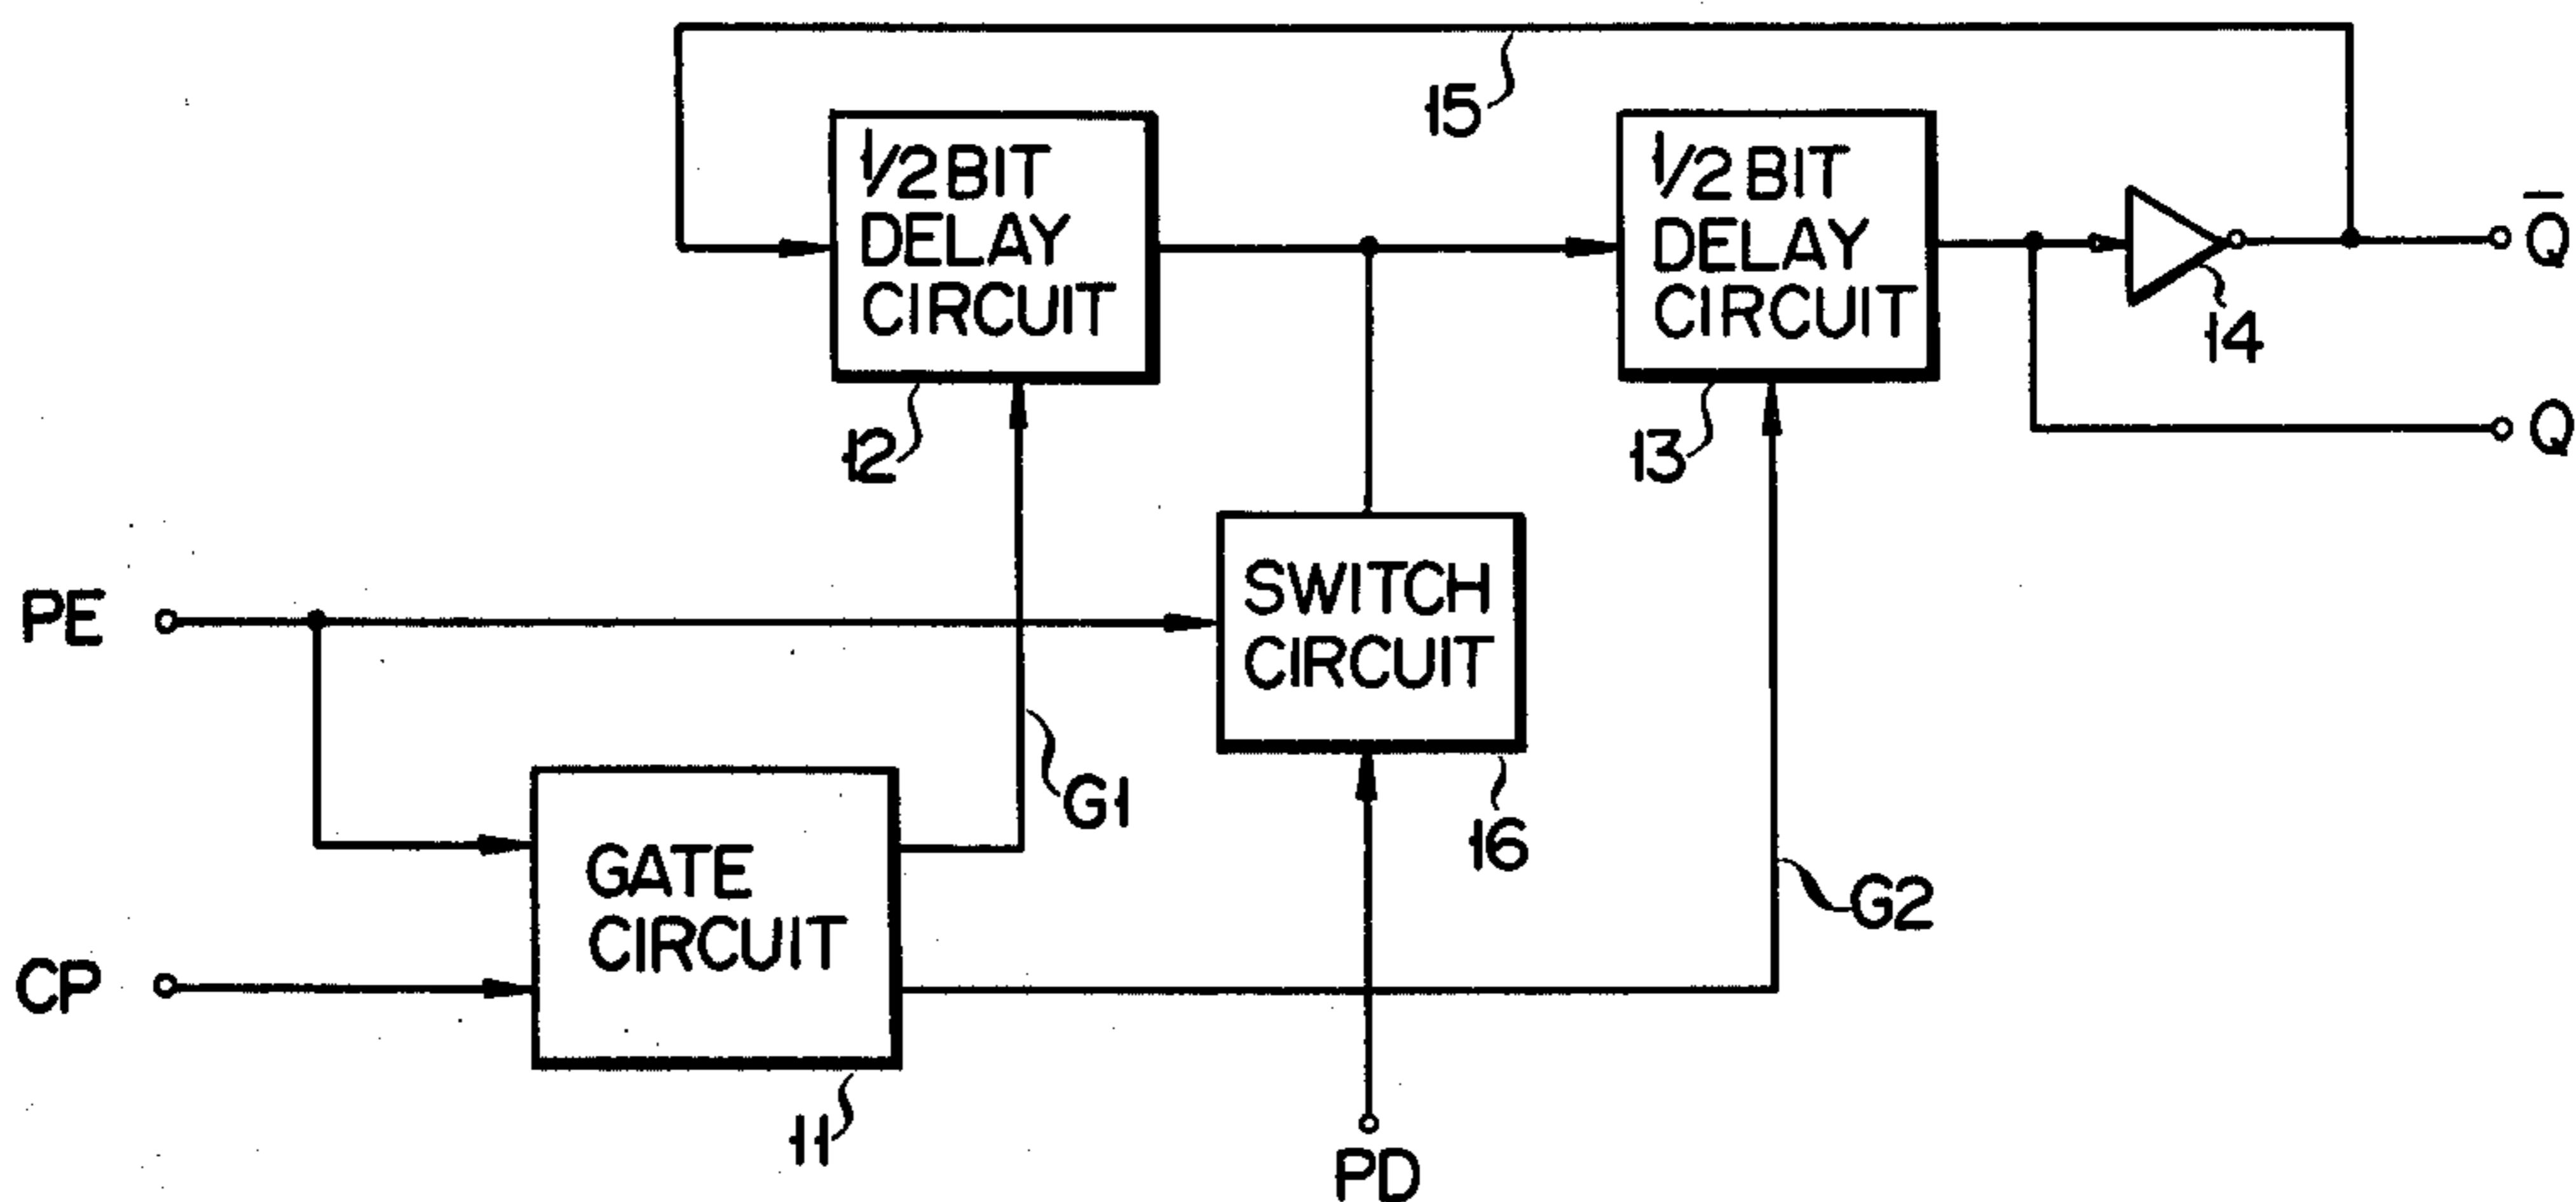 15
1/2 BIT
DELAY
CIRCUIT
12
1/2 BIT
DELAY
CIRCUIT
13
14
Q̅
Q
PE
SWITCH
CIRCUIT
16
G1
GATE
CIRCUIT
11
G2
CP
PD